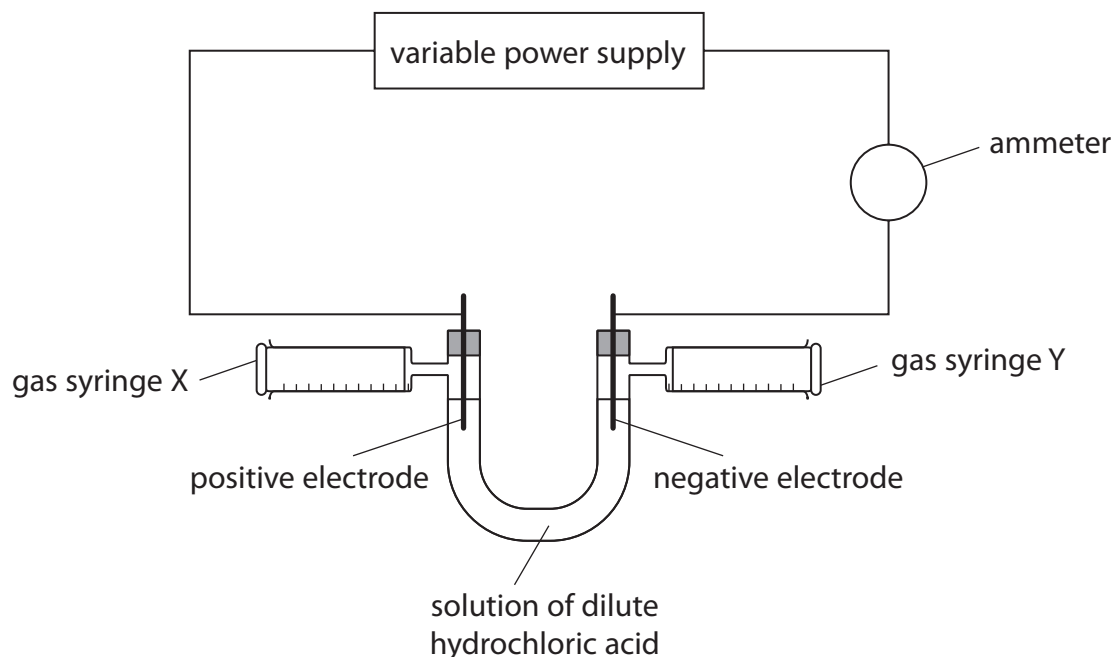 variable power supply
ammeter
gas syringe X
gas syringe Y
positive electrode
negative electrode
solution of dilute
hydrochloric acid